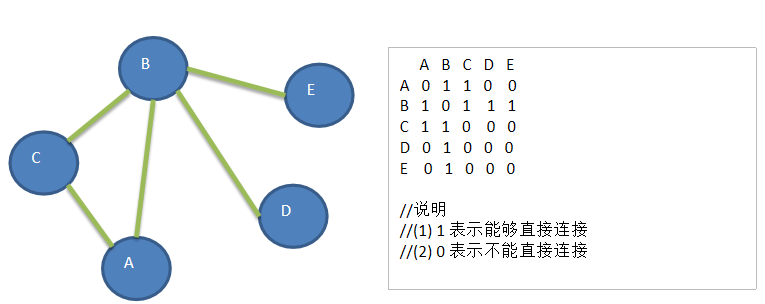 B
E
C
D
A
A B C D E
A 0 1 1 0 0
B 1 0 1 1 1
C 1 1 0 0 0
D 0 1 0 0 0
E 0 1 0 0 0
//说明
//(1) 1 表示能够直接连接
//(2) 0 表示不能直接连接